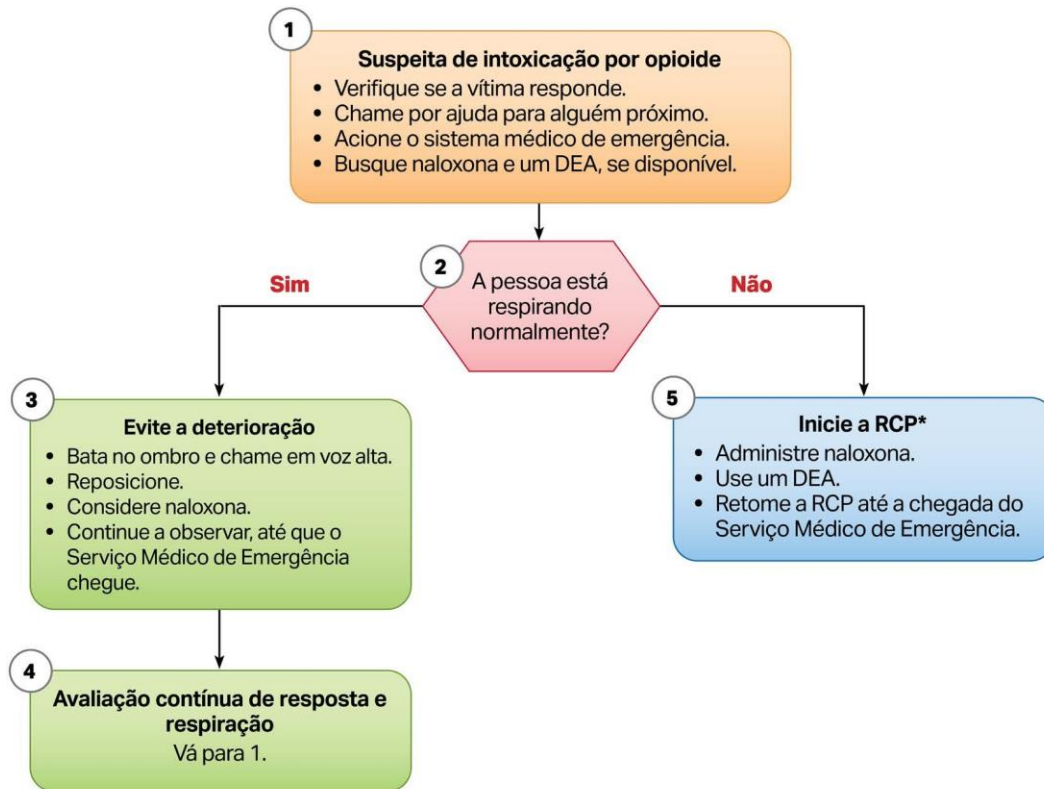 1
Suspeita de intoxicação por opioide
• Verifique se a vítima responde.
• Chame por ajuda para alguém próximo.
• Acione o sistema médico de emergência.
• Busque naloxona e um DEA, se disponível.
2
A pessoa está
respirando
normalmente?
Sim
Não
3
Evite a deterioração
• Bata no ombro e chame em voz alta.
• Reposicione.
• Considere naloxona.
• Continue a observar, até que o
Serviço Médico de Emergência
chegue.
4
Avaliação contínua de resposta e
respiração
Vá para 1.
5
Inicie a RCP*
• Administre naloxona.
• Use um DEA.
• Retome a RCP até a chegada do
Serviço Médico de Emergência.